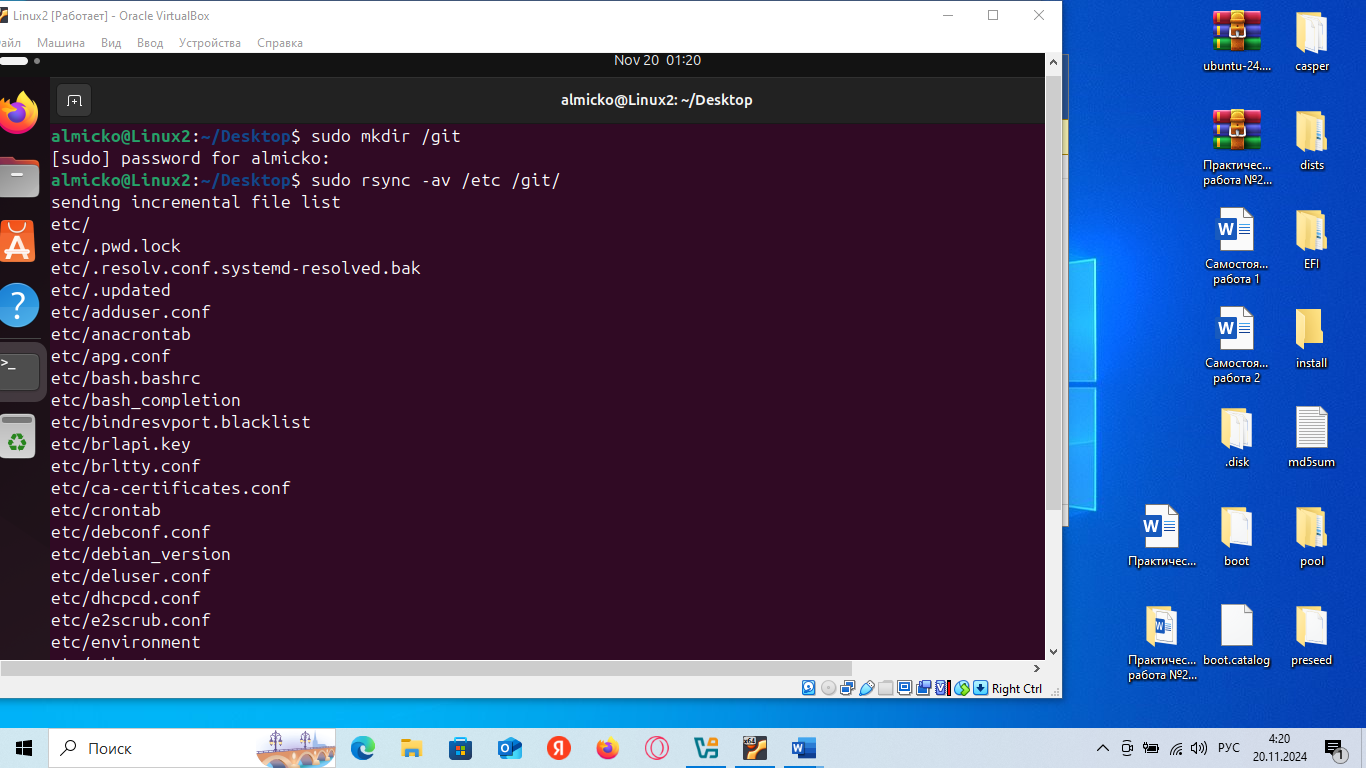 Linux2 [Работает] - Oracle VirtualBox
Машина Вид Ввод Устройства Справка
Nov 20 01:20
almicko@Linux2: ~/Desktop
almicko@Linux2:~/Desktop$ sudo mkdir /git
[sudo] password for almicko:
almicko@Linux2:~/Desktop$ sudo rsync -av /etc /git/
sending incremental file list
etc/
etc/.pwd.lock
etc/.resolv.conf.systemd-resolved.bak
etc/.updated
etc/adduser.conf
etc/anacrontab
etc/apg.conf
etc/bash.bashrc
etc/bash_completion
etc/bindresvport.blacklist
etc/brlapi.key
etc/brltty.conf
etc/ca-certificates.conf
etc/crontab
etc/debconf.conf
etc/debian_version
etc/deluser.conf
etc/dhcpcd.conf
etc/e2scrub.conf
etc/environment
Right Ctrl
ubuntu-24....
casper
Практичес...
работа №2...
dists
Самостоя...
работа 1
EFI
Самостоя...
работа 2
install
.disk
md5sum
Практичес...
boot
pool
Практичес...
работа №2...
boot.catalog
preseed
Поиск
x64
РУС
4:20
20.11.2024
1